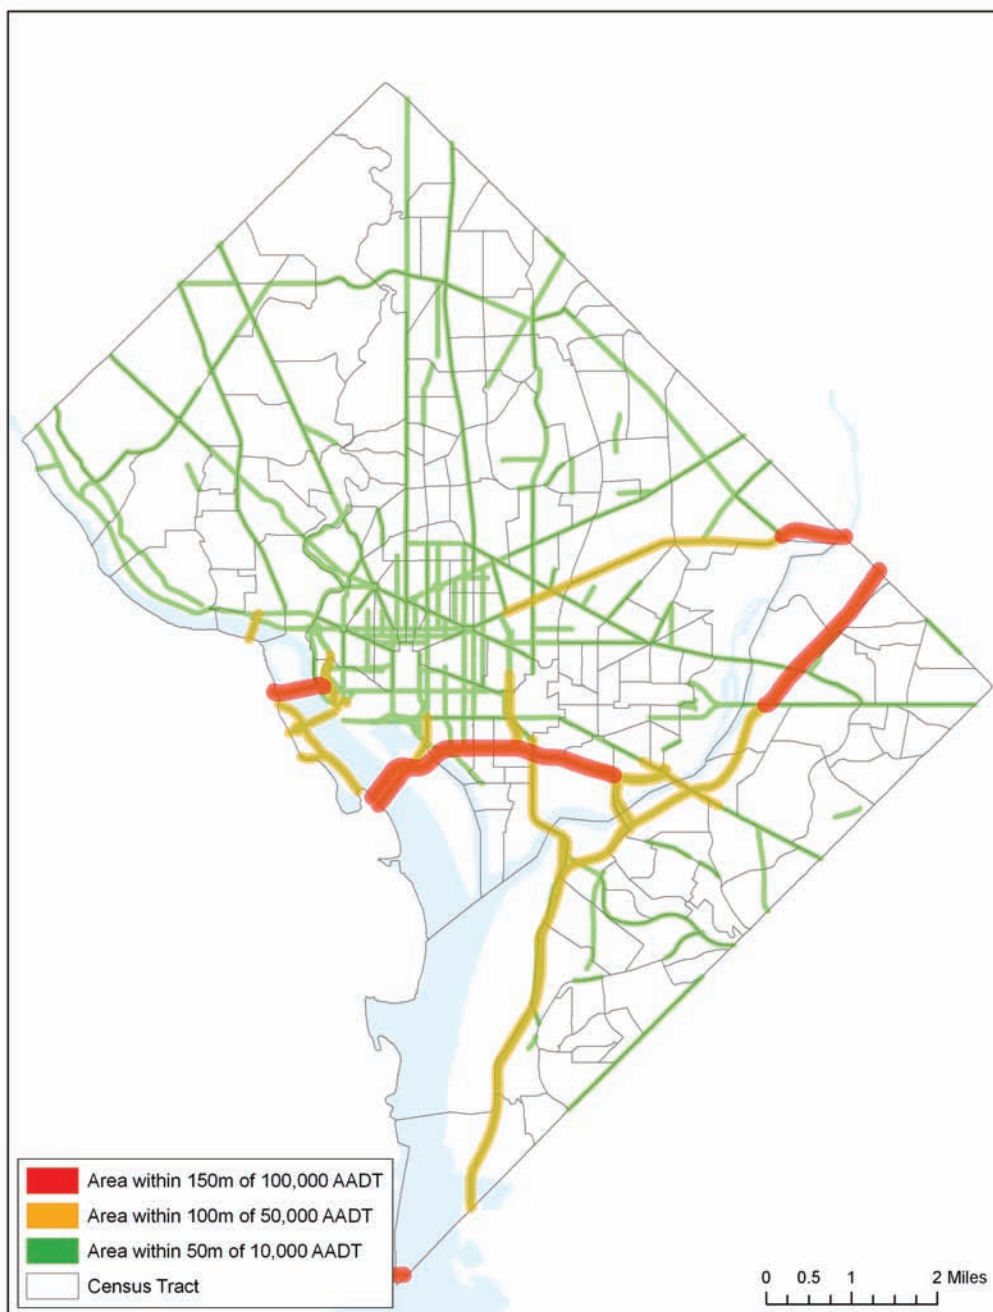 Area within 150m of 100,000 AADT
Area within 100m of 50,000 AADT
Area within 50m of 10,000 AADT
Census Tract
0 0.5 1 2 Miles